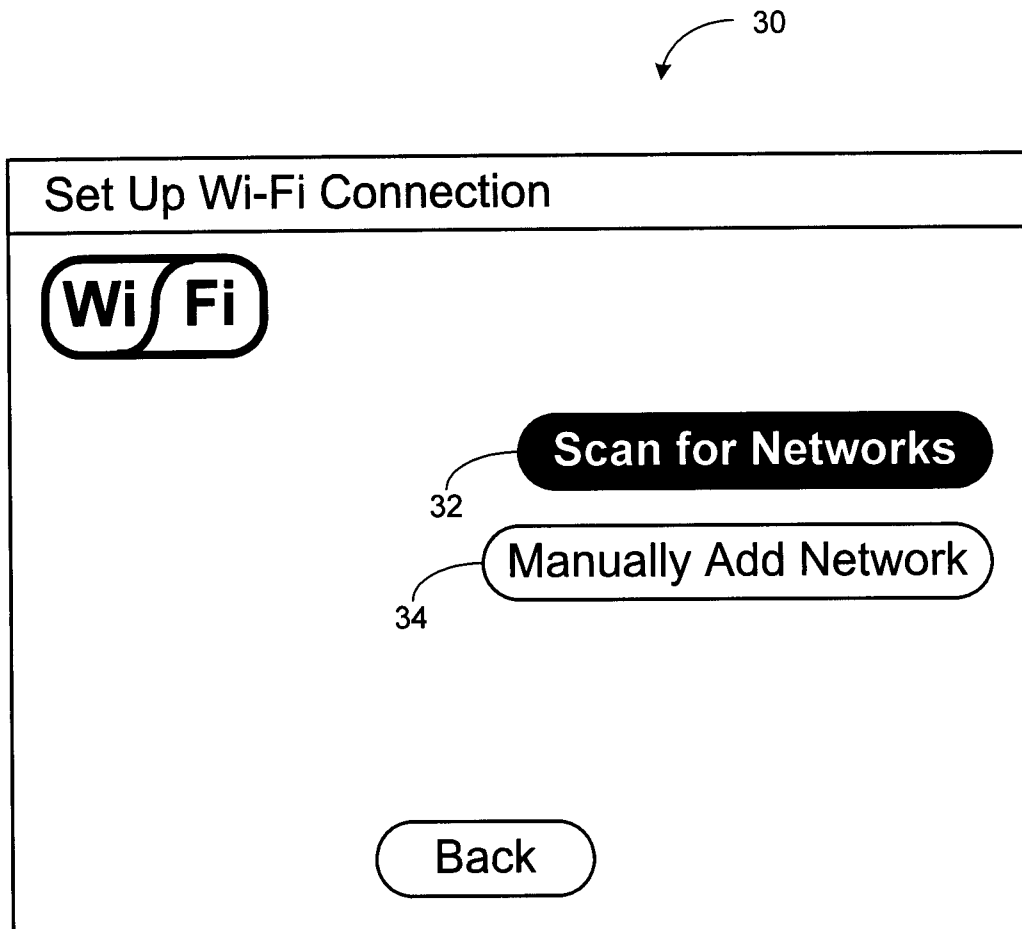 30
Set Up Wi-Fi Connection
Wi Fi
Scan for Networks
32
Manually Add Network
34
Back